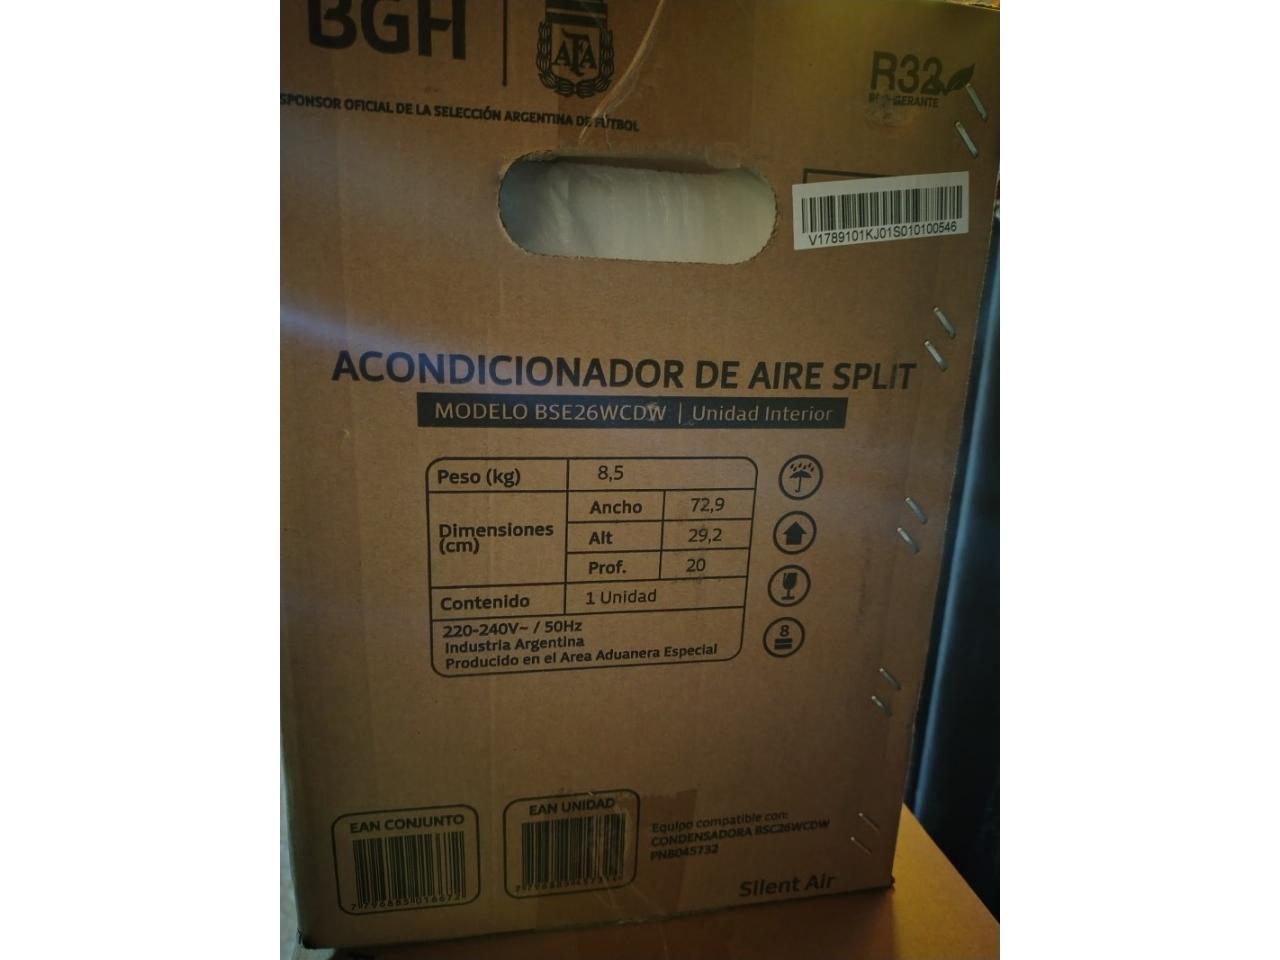 BGH
AFA
SPONSOR OFICIAL DE LA SELECCIÓN ARGENTINA DE FÚTBOL
R32
V1789101KJ01S010100546
ACONDICIONADOR DE AIRE SPLIT
MODELO BSE26WCDW | Unidad Interior
Peso (kg) 8,5
Dimensiones (cm)
Ancho 72,9
Alt 29,2
Prof. 20
Contenido 1 Unidad
220-240V~ / 50Hz
Industria Argentina
Producido en el Area Aduanera Especial
8
EAN CONJUNTO
EAN UNIDAD
Equipo compatible con:
CONDENSADORA BSC26WCDW
PNB045732
Silent Air